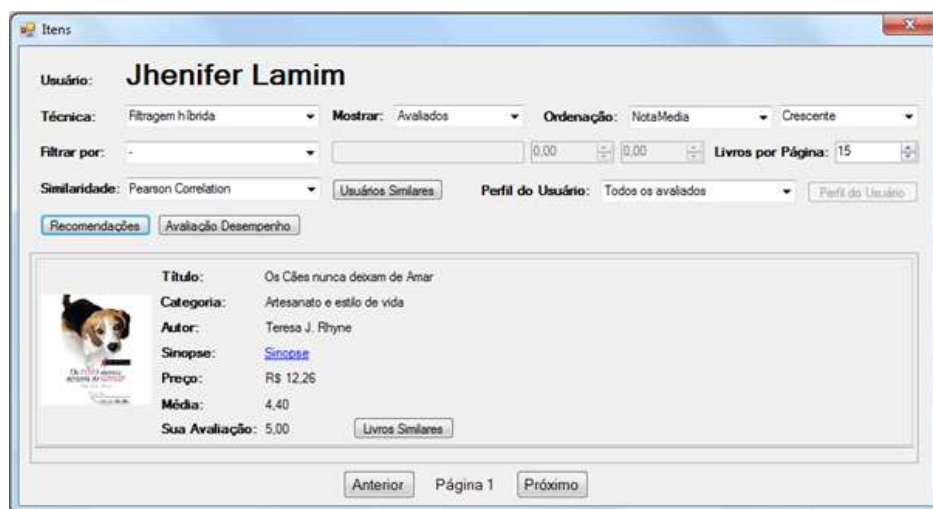 Itens
Usuário: Jhenifer Lamim
Técnica: Filtragem híbrida Mostrar: Avaliados Ordenação: NotaMedia Crescente
Filtrar por: - 0,00 0,00 Livros por Página: 15
Similaridade: Pearson Correlation Usuários Similares Perfil do Usuário: Todos os avaliados Perfil do Usuário
Recomendações Avaliação Desempenho
Título: Os Cães nunca deixam de Amar
Categoria: Artesanato e estilo de vida
Autor: Teresa J. Rhyne
Sinopse: Sinopse
Preço: R$ 12,26
Média: 4,40
Sua Avaliação: 5,00 Livros Similares
Anterior Página 1 Próximo